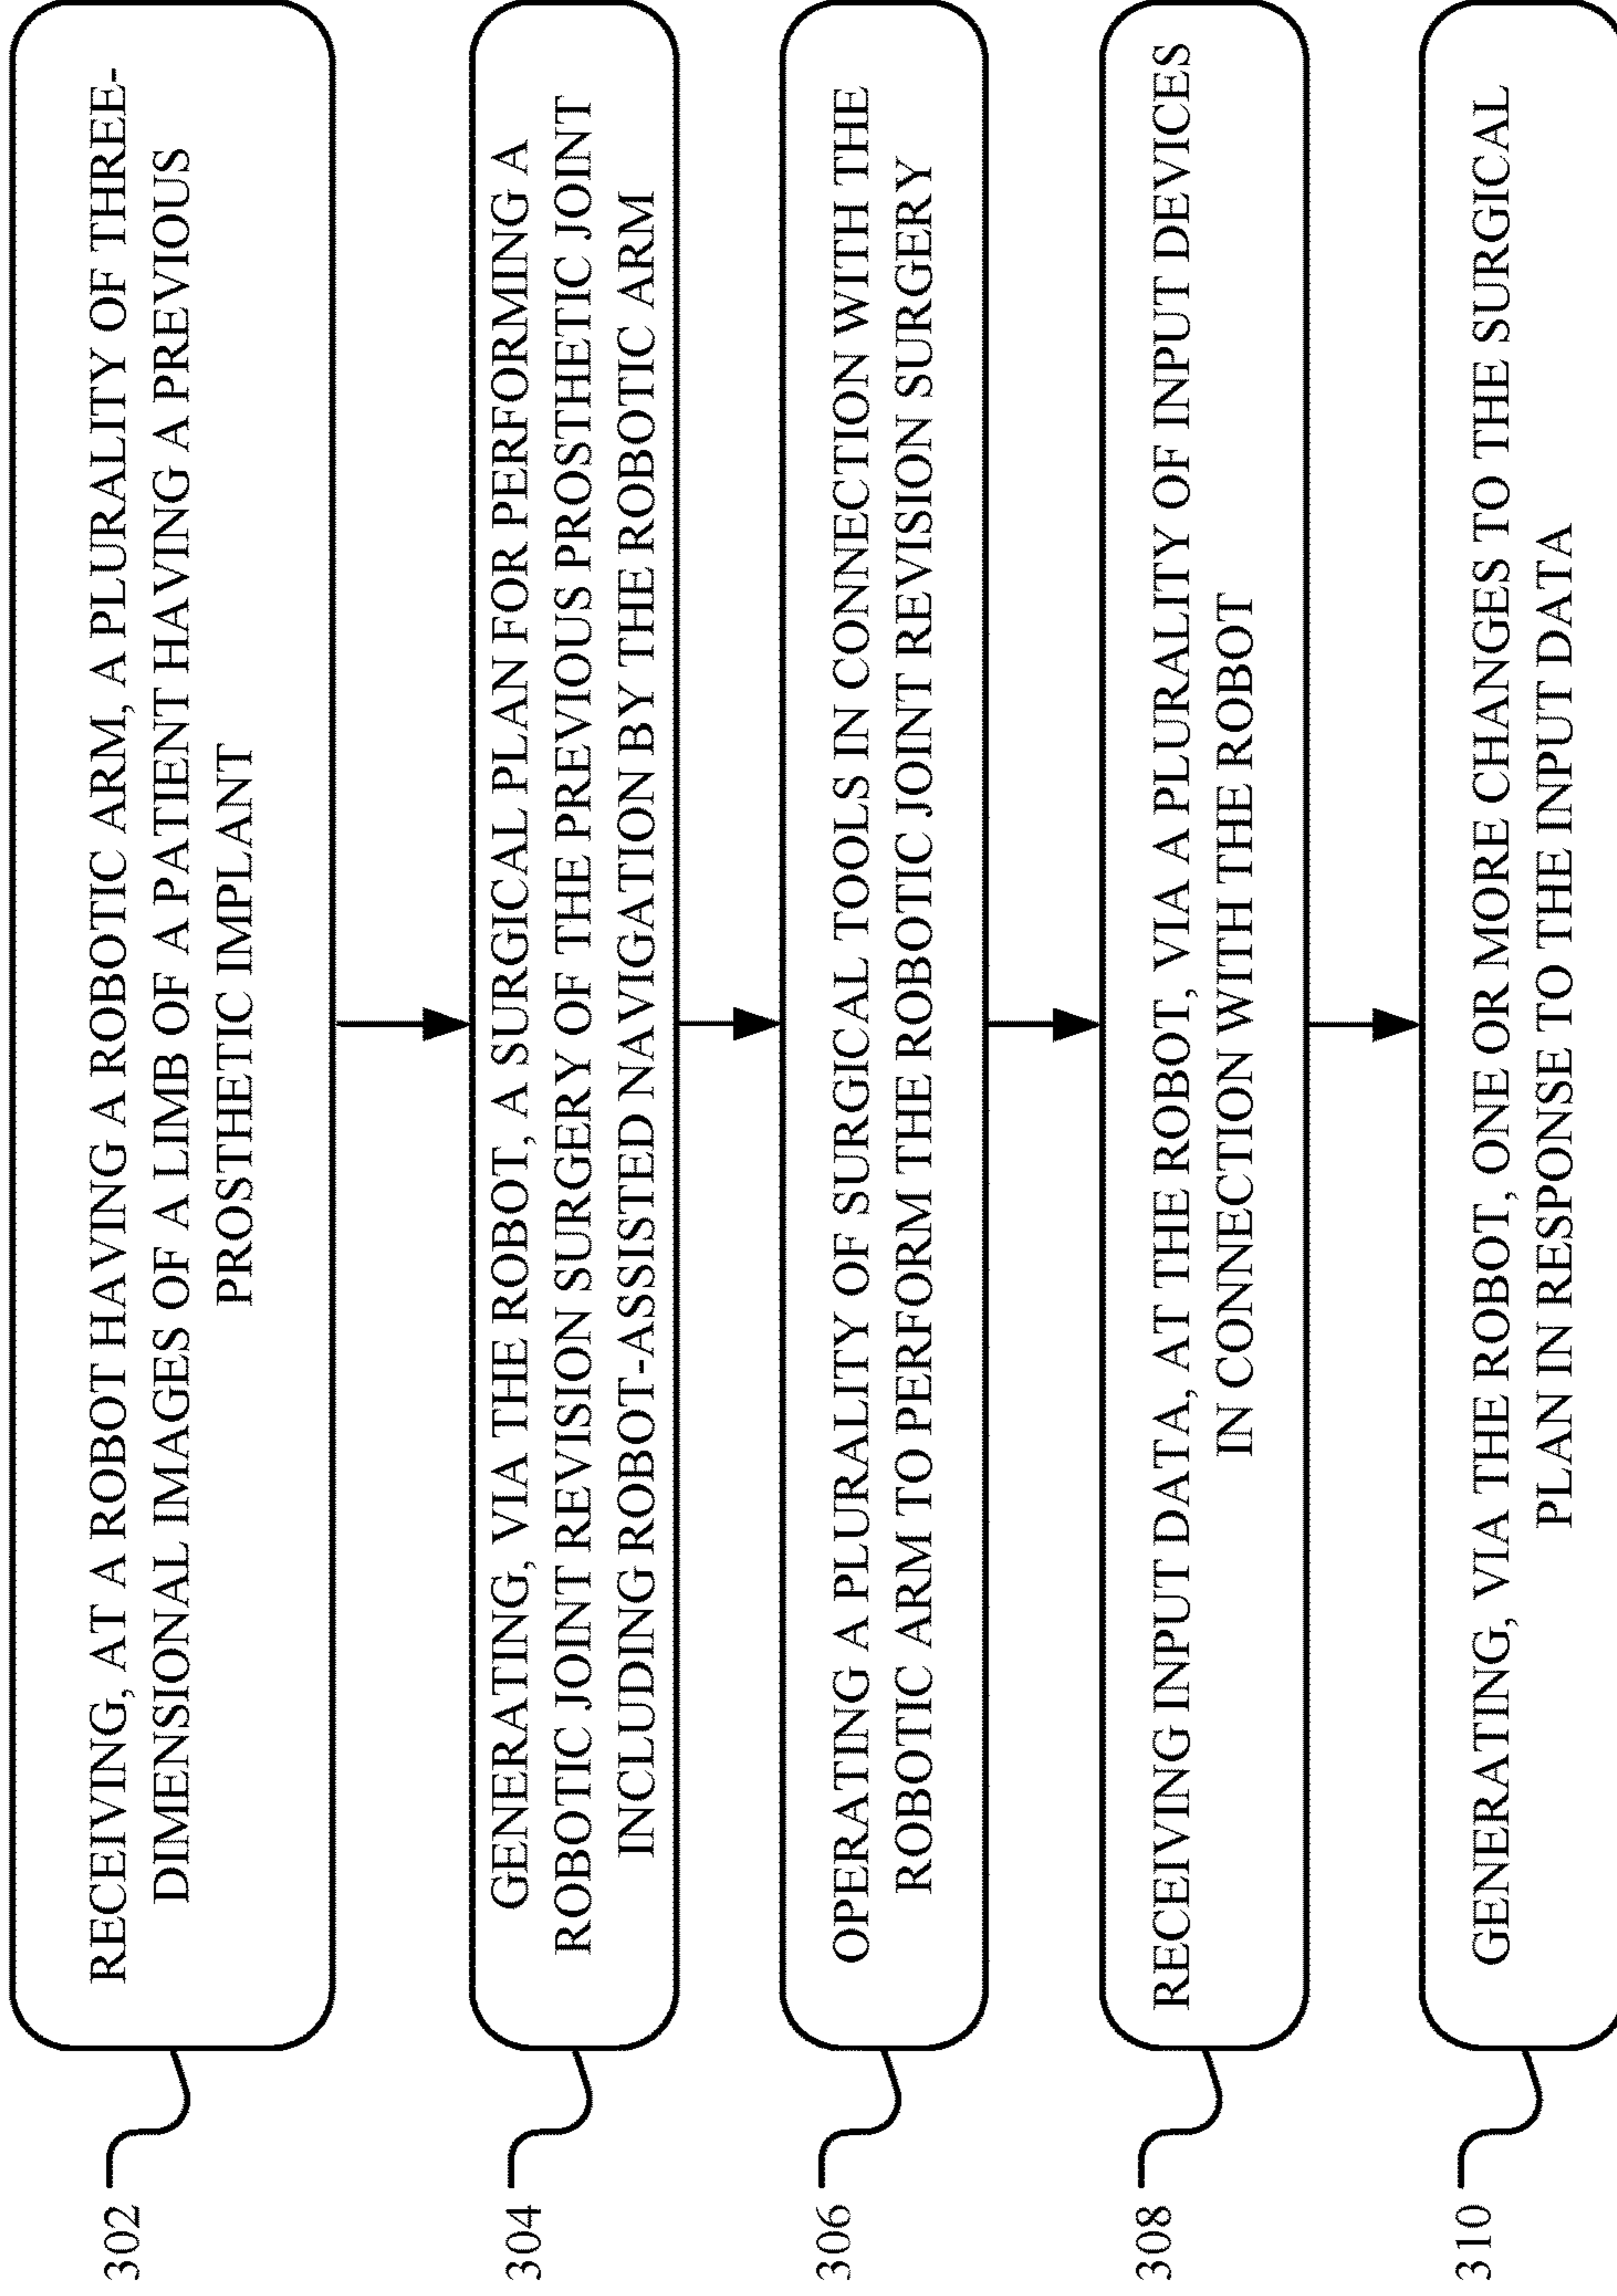 302
RECEIVING, AT A ROBOT HAVING A ROBOTIC ARM, A PLURALITY OF THREE-
DIMENSIONAL IMAGES OF A LIMB OF A PATIENT HAVING A PREVIOUS
PROSTHETIC IMPLANT
304
GENERATING, VIA THE ROBOT, A SURGICAL PLAN FOR PERFORMING A
ROBOTIC JOINT REVISION SURGERY OF THE PREVIOUS PROSTHETIC JOINT
INCLUDING ROBOT-ASSISTED NAVIGATION BY THE ROBOTIC ARM
306
OPERATING A PLURALITY OF SURGICAL TOOLS IN CONNECTION WITH THE
ROBOTIC ARM TO PERFORM THE ROBOTIC JOINT REVISION SURGERY
308
RECEIVING INPUT DATA, AT THE ROBOT, VIA A PLURALITY OF INPUT DEVICES
IN CONNECTION WITH THE ROBOT
310
GENERATING, VIA THE ROBOT, ONE OR MORE CHANGES TO THE SURGICAL
PLAN IN RESPONSE TO THE INPUT DATA